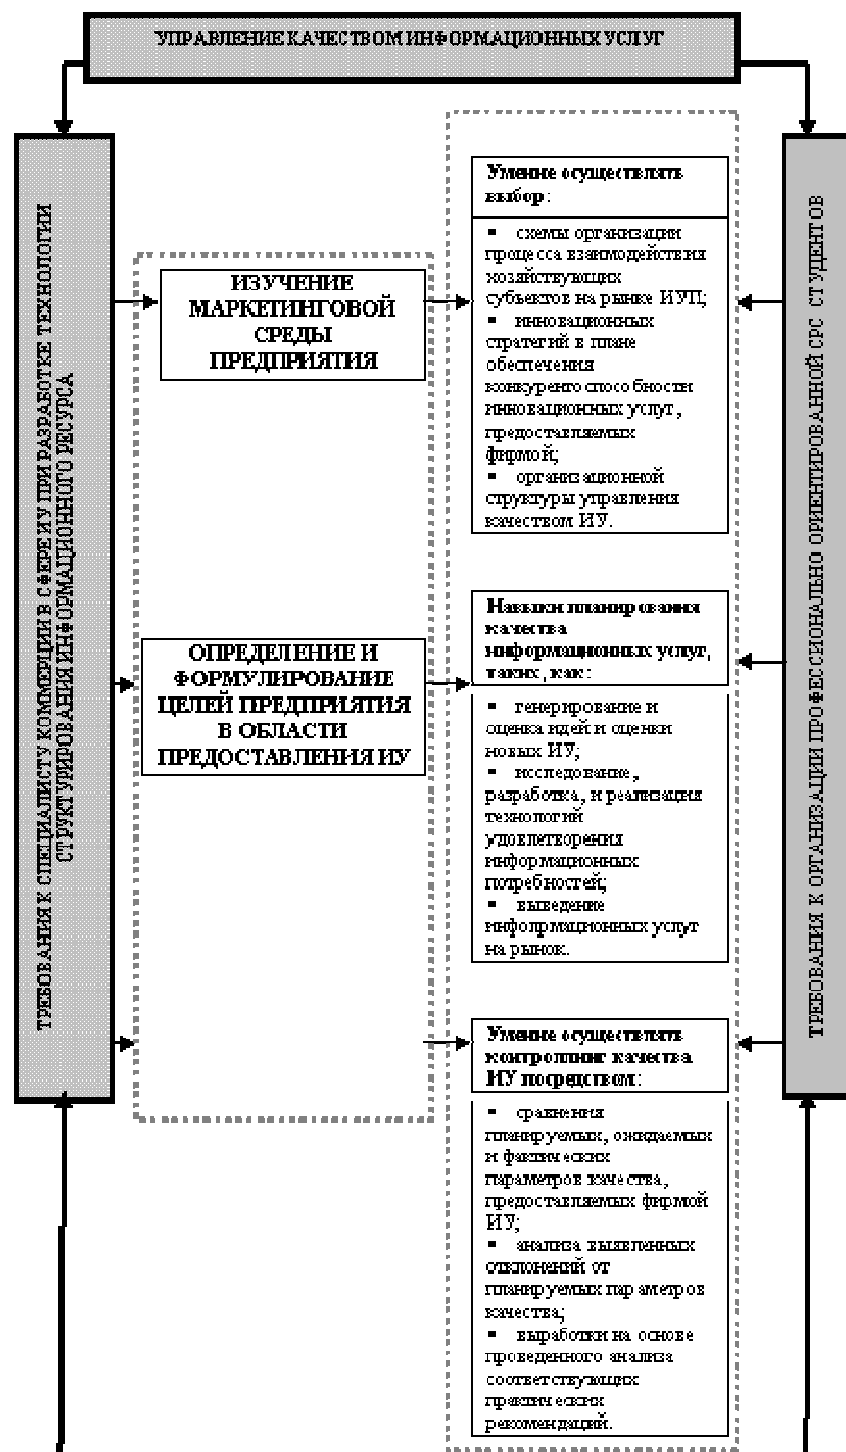 УПРАВЛЕНИЕ КАЧЕСТВОМ ИНФОРМАЦИОННЫХ УСЛУГ
ТРЕБОВАНИЯ К СПЕЦИАЛИСТУ КОММЕРЦИИ В СФЕРЕ ИУ ПРИ РАЗРАБОТКЕ ТЕХНОЛОГИИ
СТРУКТУРИРОВАНИЯ ИНФОРМАЦИОННОГО РЕСУРСА
ИЗУЧЕНИЕ
МАРКЕТИНГОВОЙ
СРЕДЫ
ПРЕДПРИЯТИЯ
ОПРЕДЕЛЕНИЕ И
ФОРМУЛИРОВАНИЕ
ЦЕЛЕЙ ПРЕДПРИЯТИЯ
В ОБЛАСТИ
ПРЕДОСТАВЛЕНИЯ ИУ
Умение осуществлять
выбор:
▪ схемы организации
процесса взаимодействия
хозяйствующих
субъектов на рынке ИУП;
▪ инновационных
стратегий в плане
обеспечения
конкурентоспособности
инновационных услуг,
предоставляемых
фирмой;
▪ организационной
структуры управления
качеством ИУ.
Навыки планирования
качества
информационных услуг,
таких, как:
▪ генерирование и
оценка идей и оценки
новых ИУ;
▪ исследование,
разработка, и реализация
технологий
удовлетворения
информационных
потребностей;
▪ выведение
инфопрмационных услуг
на рынок.
Умение осуществлять
контроллинг качества
ИУ посредством:
▪ сравнения
планируемых, ожидаемых
и фактических
параметров качества,
предоставляемых фирмой
ИУ;
▪ анализа выявленных
отклонений от
планируемых параметров
качества;
▪ выработки на основе
проведенного анализа
соответствующих
практических
рекомендаций.
ТРЕБОВАНИЯ К ОРГАНИЗАЦИИ ПРОФЕССИОНАЛЬНО ОРИЕНТИРОВАННОЙ СРС СТУДЕНТОВ